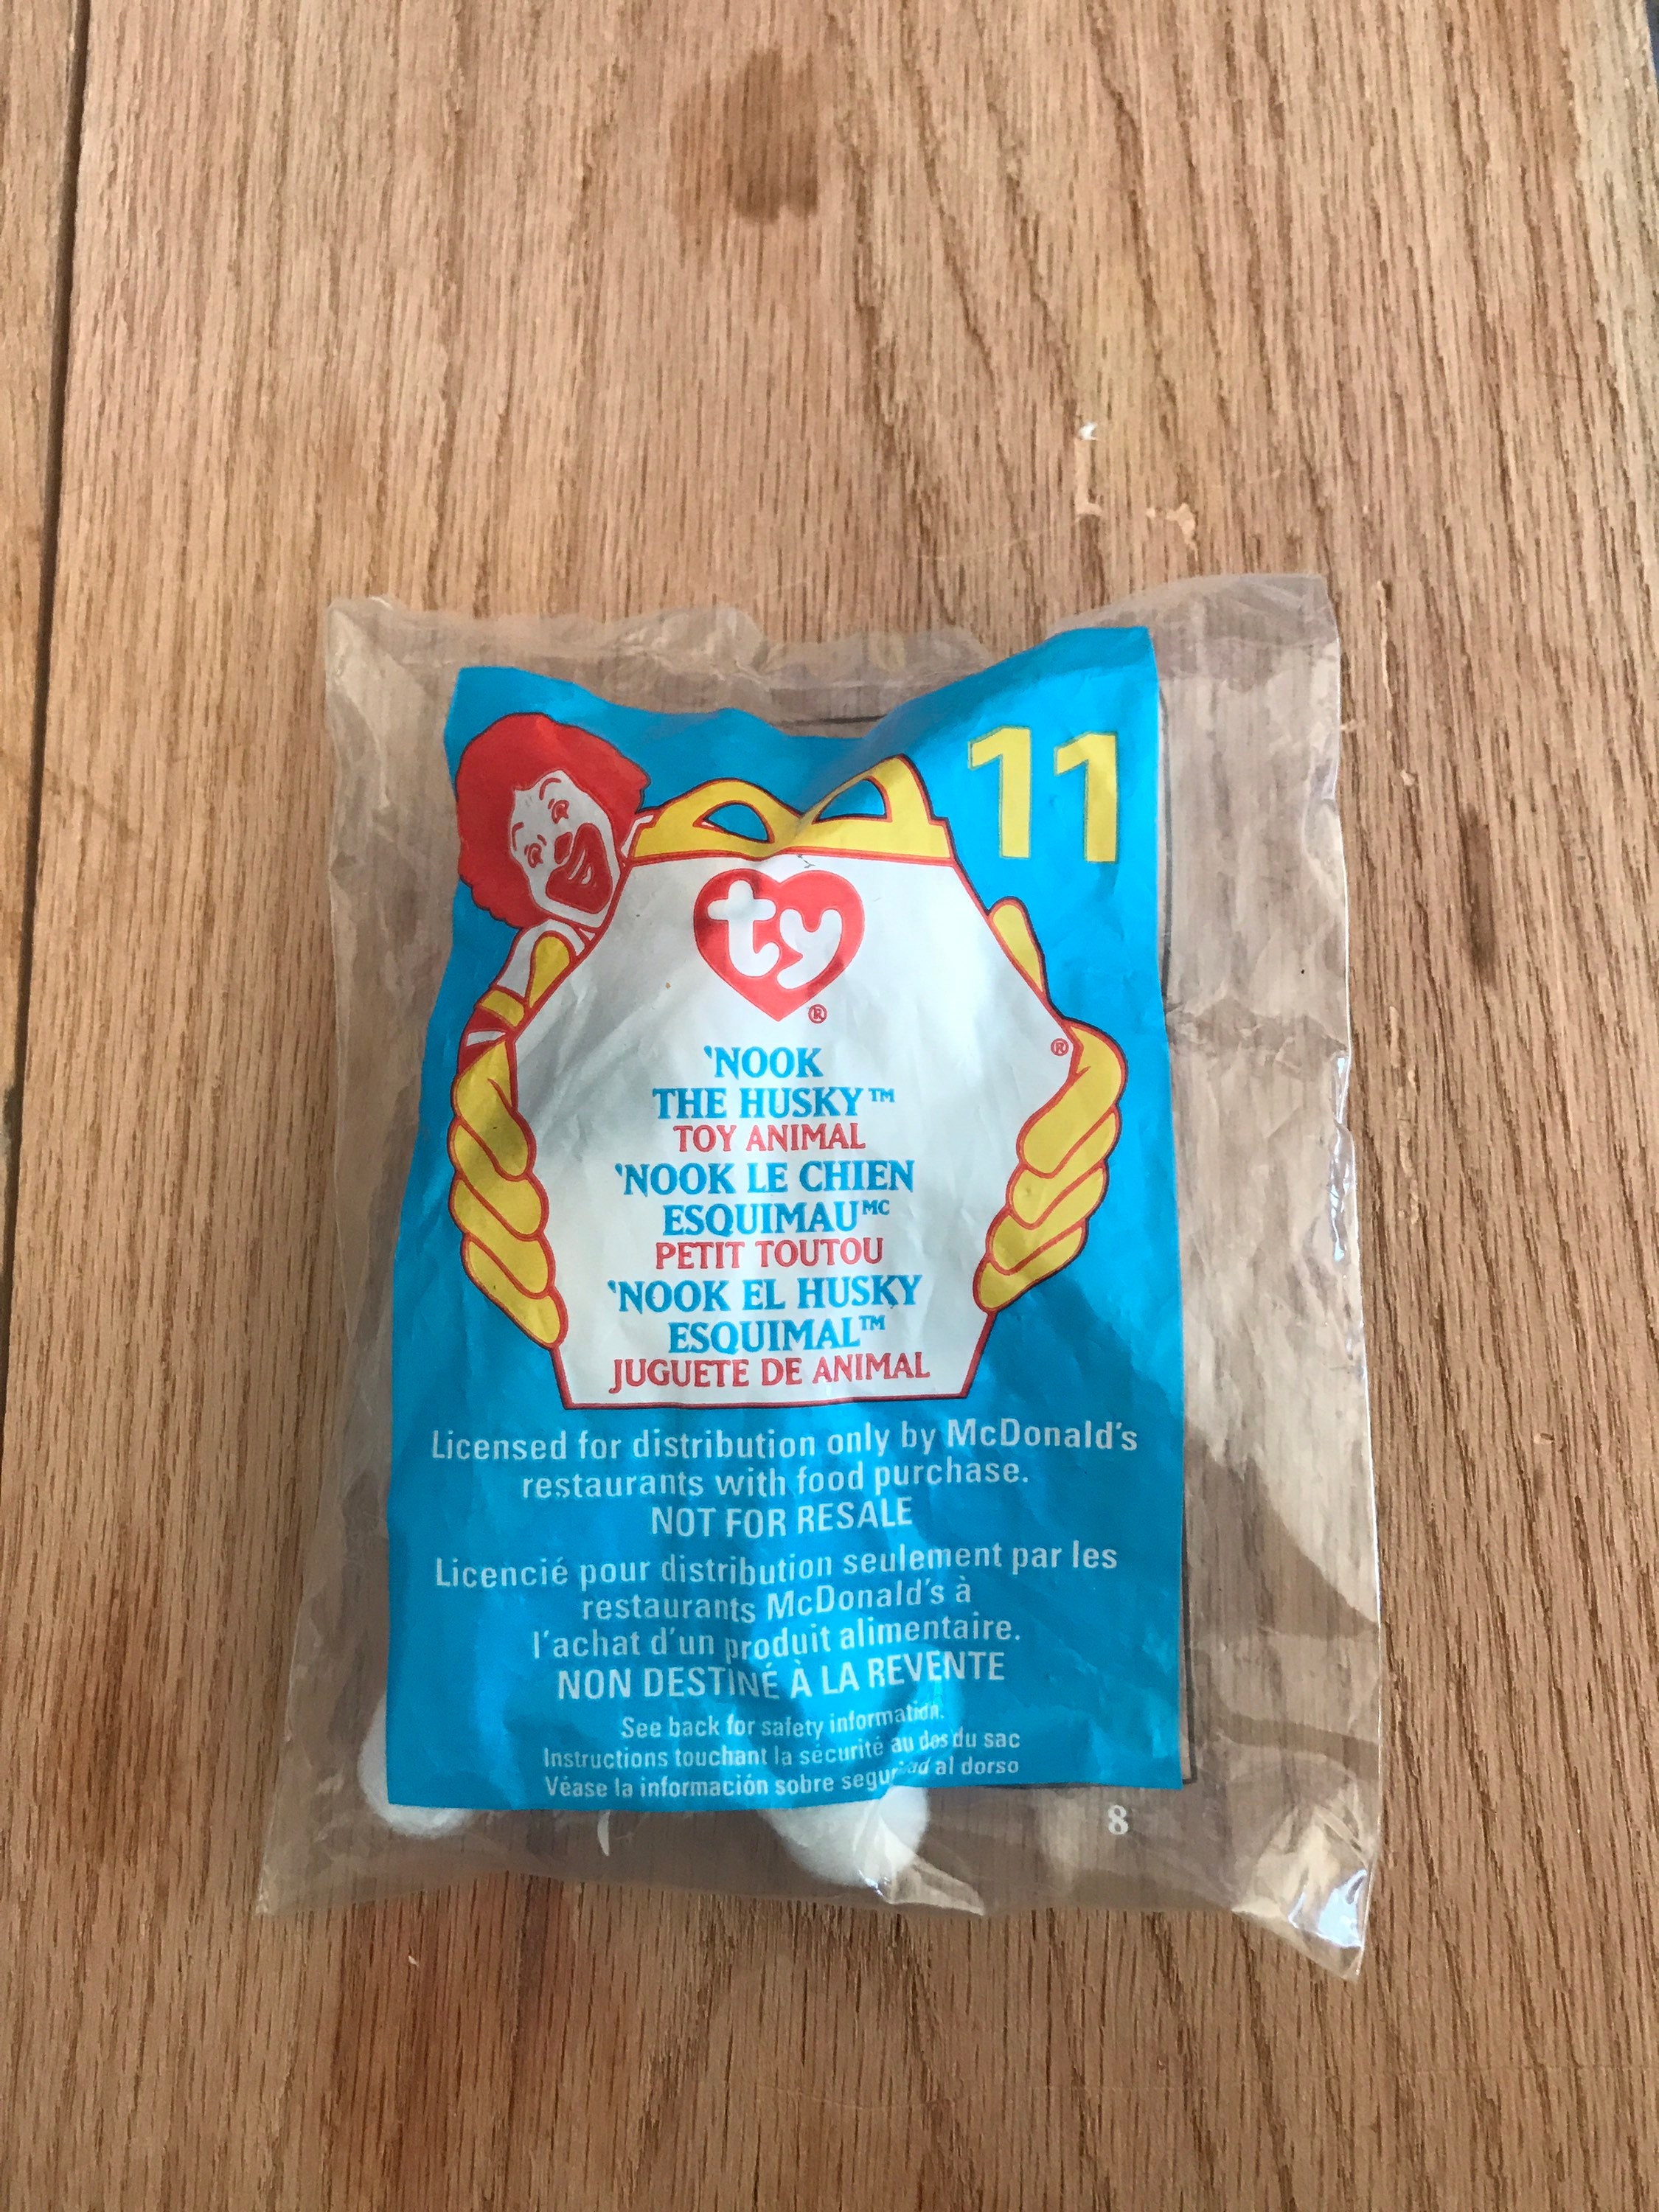 11
ty
®
®
'NOOK
THE HUSKY™
TOY ANIMAL
'NOOK LE CHIEN
ESQUIMAU MC
PETIT TOUTOU
'NOOK EL HUSKY
ESQUIMAL™
JUGUETE DE ANIMAL
Licensed for distribution only by McDonald's
restaurants with food purchase.
NOT FOR RESALE
Licencié pour distribution seulement par les
restaurants McDonald's à
l'achat d'un produit alimentaire.
NON DESTINÉ À LA REVENTE
See back for safety information.
Instructions touchant la sécurité au dos du sac
Véase la información sobre seguridad al dorso
8